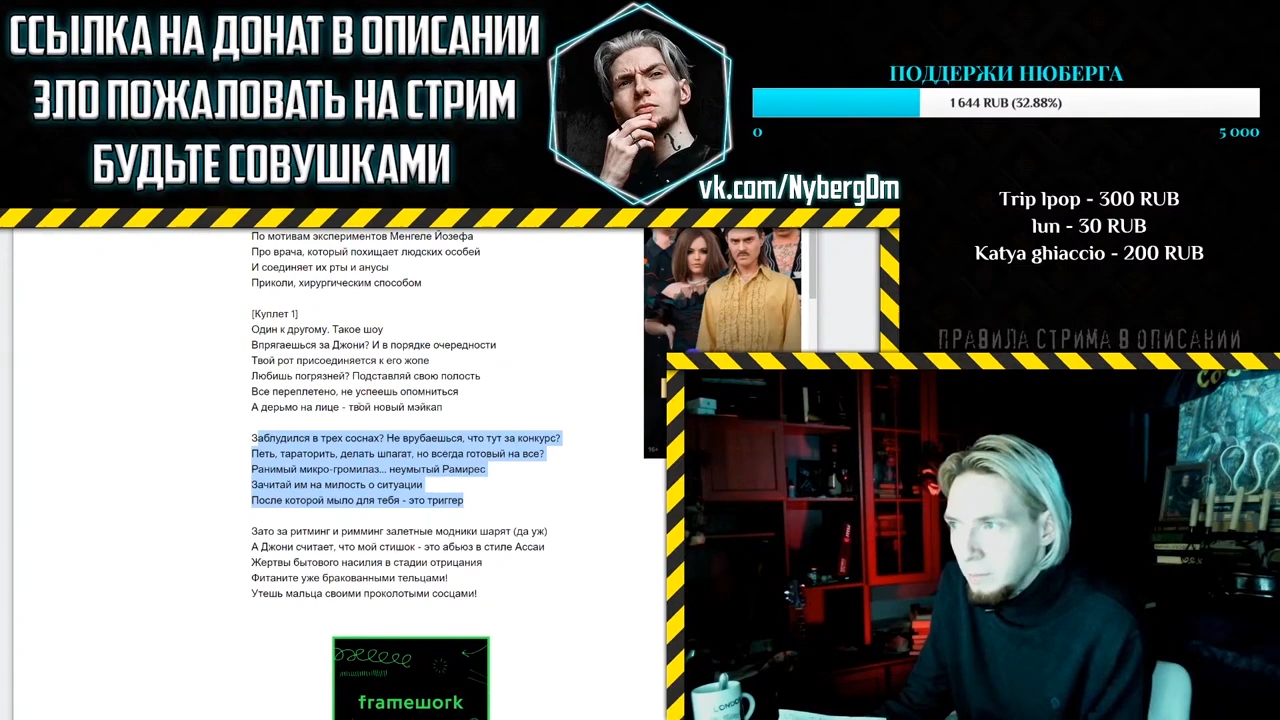 ССЫЛКА НА ДОНАТ В ОПИСАНИИ
ЗЛО ПОЖАЛОВАТЬ НА СТРИМ
БУДЬТЕ СОВУШКАМИ
vk.com/NybergDm
ПОДДЕРЖИ НЮБЕРГА
1 644 RUB (32.88%)
0 5 000
Trip lpop - 300 RUB
lun - 30 RUB
Katya ghiaccio - 200 RUB
ПРАВИЛА СТРИМА В ОПИСАНИИ
По мотивам экспериментов Менгеле Йозефа
Про врача, который похищает людских особей
И соединяет их рты и анусы
Приколи, хирургическим способом
[Куплет 1]
Один к другому. Такое шоу
Впрягаешься за Джони? И в порядке очередности
Твой рот присоединяется к его жопе
Любишь погрязней? Подставляй свою полость
Все переплетено, не успеешь опомниться
А дерьмо на лице - твой новый мэйкап
Заблудился в трех соснах? Не врубаешься, что тут за конкурс?
Петь, тараторить, делать шпагат, но всегда готовый на все?
Ранимый микро-громилаз... неумытый Рамирес
Зачитай им на милость о ситуации
После которой мыло для тебя - это триггер
Зато за ритминг и римминг залетные модники шарят (да уж)
А Джони считает, что мой стишок - это абьюз в стиле Ассаи
Жертвы бытового насилия в стадии отрицания
Фитаните уже бракованными тельцами!
Утешь мальца своими проколотыми сосцами!
framework
16+
LONDON